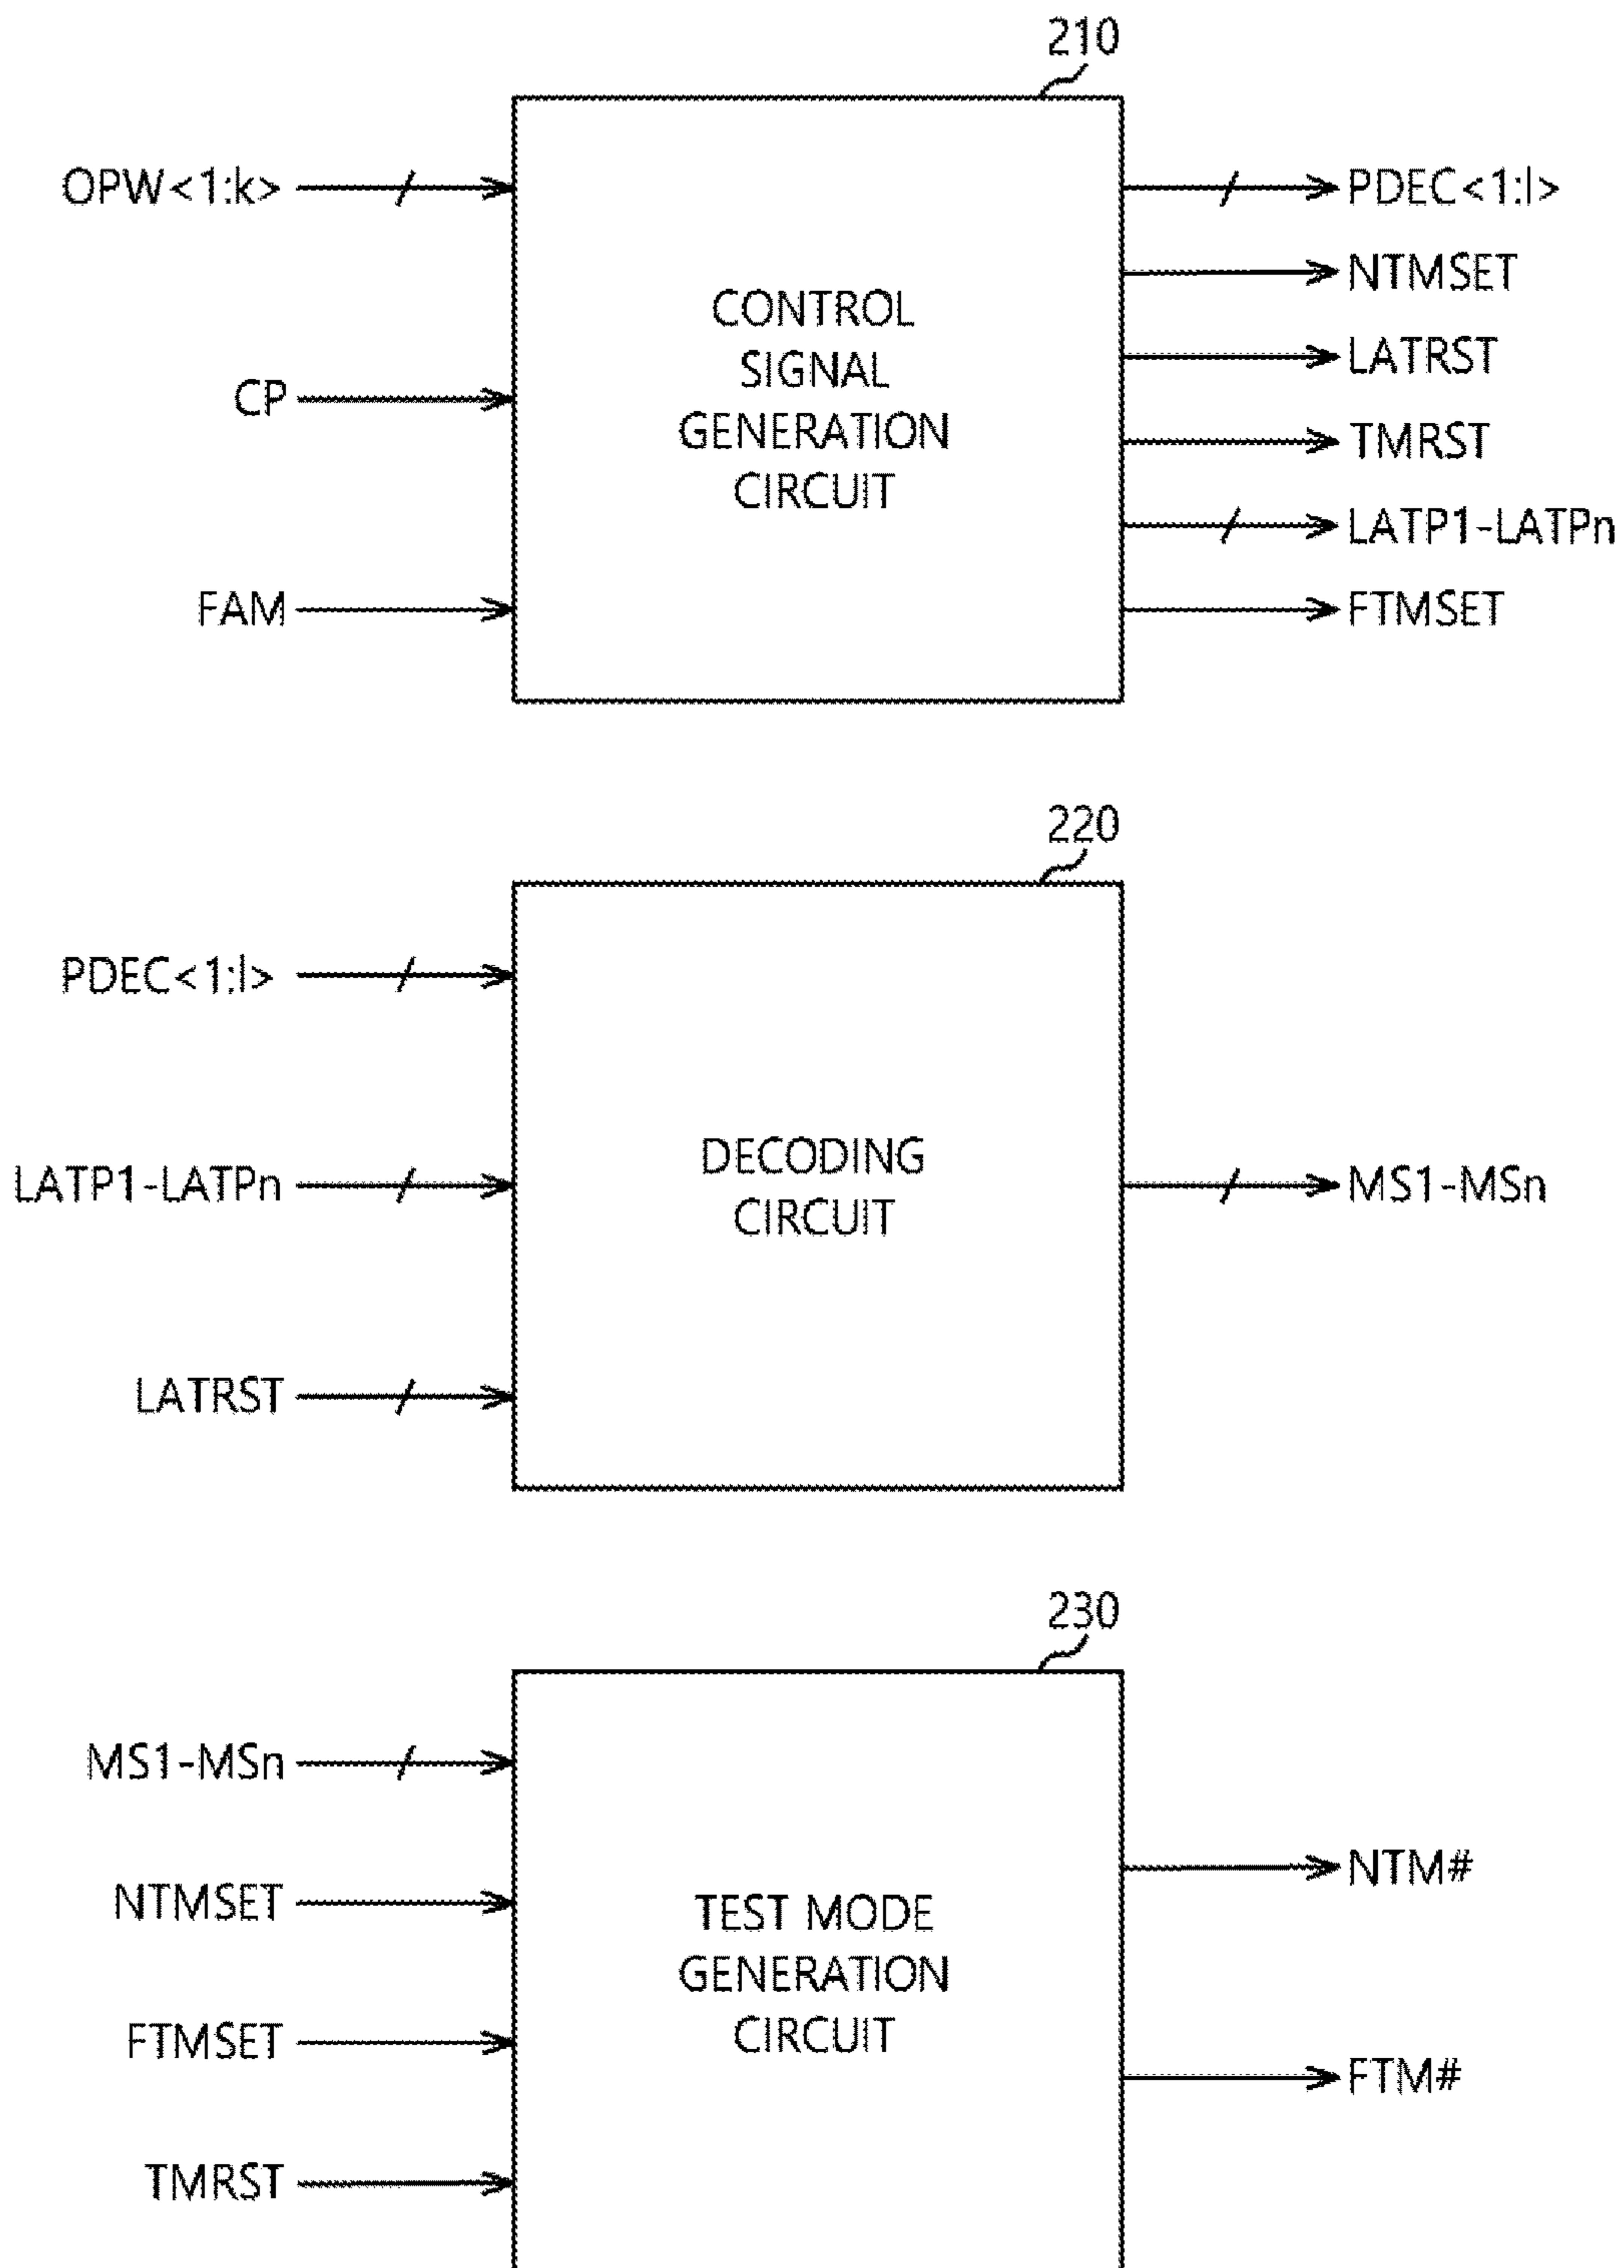 210
OPW<1:k>
CP
FAM
CONTROL
SIGNAL
GENERATION
CIRCUIT
PDEC<1:l>
NTMSET
LATRST
TMRST
LATP1-LATPn
FTMSET
220
PDEC<1:l>
LATP1-LATPn
LATRST
DECODING
CIRCUIT
MS1-MSn
230
MS1-MSn
NTMSET
FTMSET
TMRST
TEST MODE
GENERATION
CIRCUIT
NTM#
FTM#